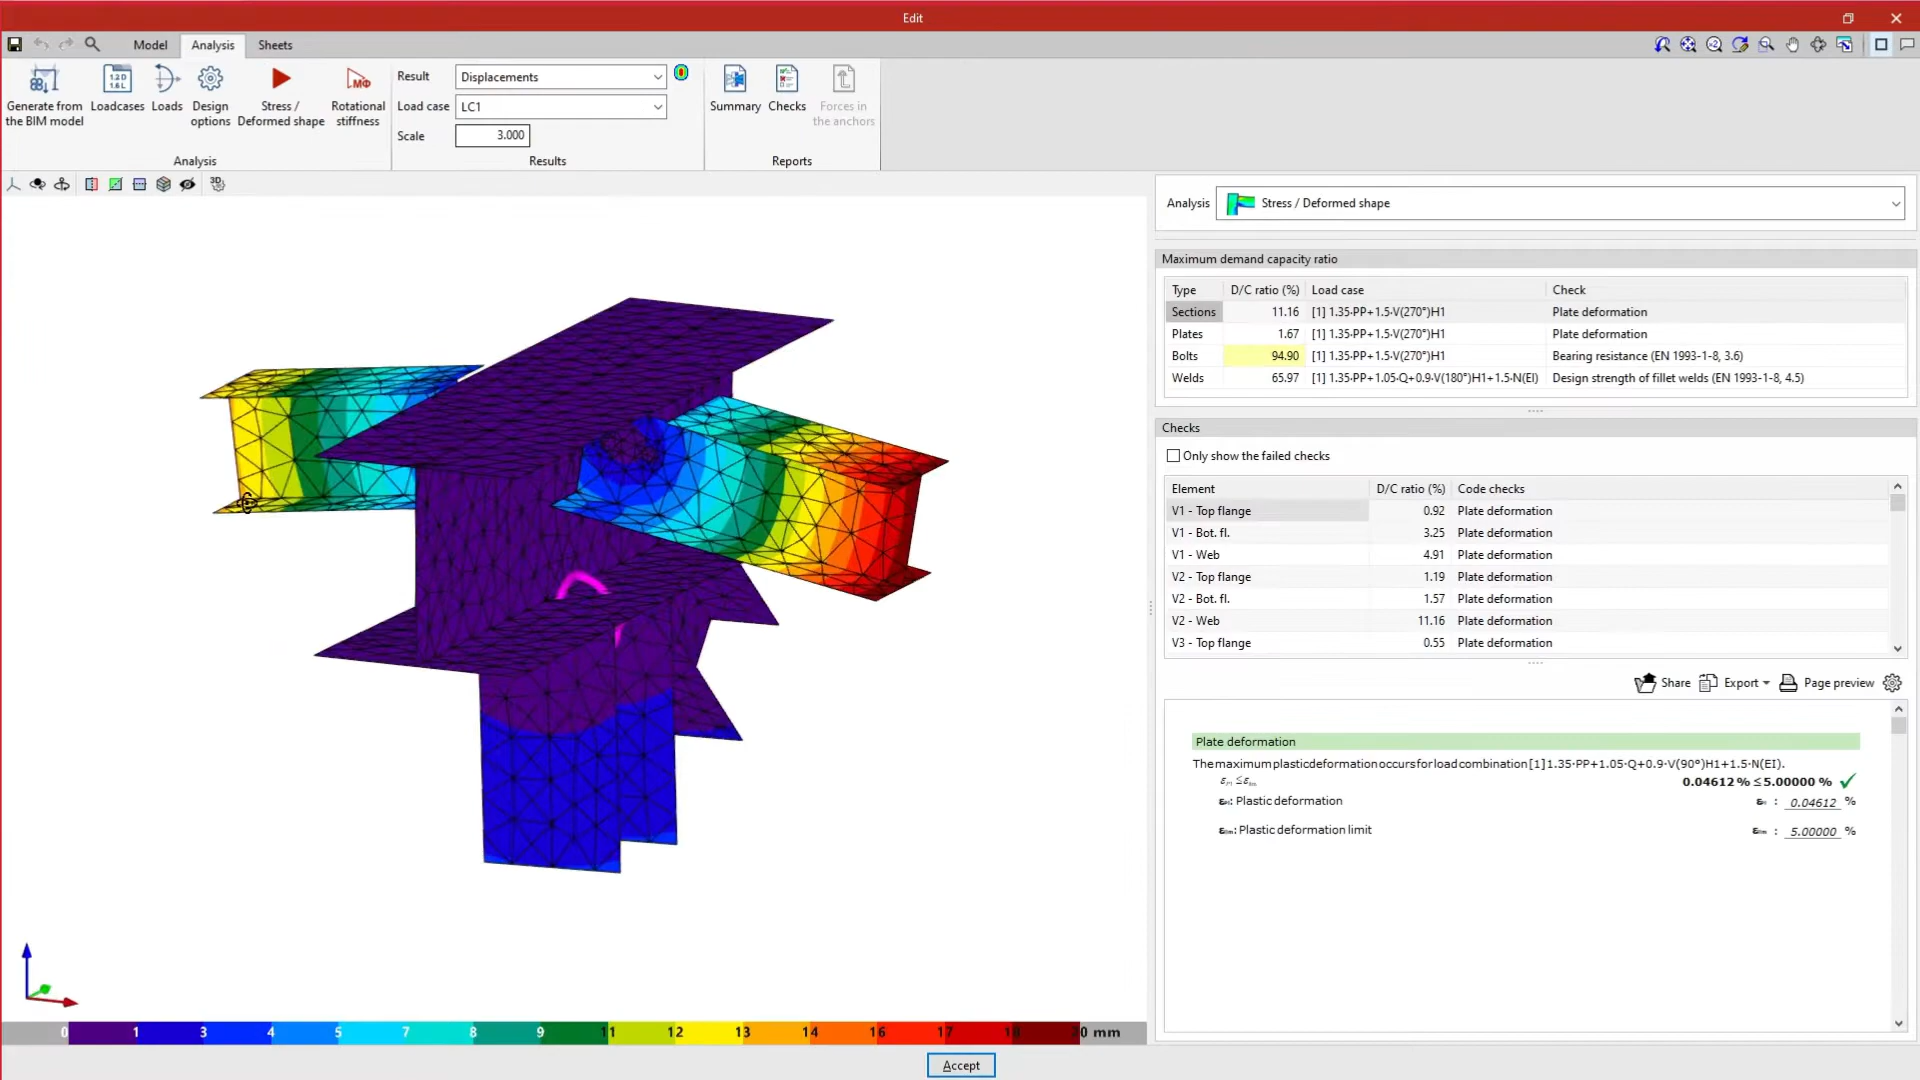 Edit
Model Analysis Sheets
Generate from the BIM model
Loadcases
Loads
Design options
Stress / Deformed shape
Rotational stiffness
Analysis
Result Displacements
Load case LC1
Scale 3.000
Results
Summary
Checks
Forces in the anchors
Reports
Analysis Stress / Deformed shape
Maximum demand capacity ratio
Type D/C ratio (%) Load case Check
Sections 11.16 [1] 1.35·PP+1.5·V(270°)H1 Plate deformation
Plates 1.67 [1] 1.35·PP+1.5·V(270°)H1 Plate deformation
Bolts 94.90 [1] 1.35·PP+1.5·V(270°)H1 Bearing resistance (EN 1993-1-8, 3.6)
Welds 65.97 [1] 1.35·PP+1.05·Q+0.9·V(180°)H1+1.5·N(EI) Design strength of fillet welds (EN 1993-1-8, 4.5)
Checks
Only show the failed checks
Element D/C ratio (%) Code checks
V1 - Top flange 0.92 Plate deformation
V1 - Bot. fl. 3.25 Plate deformation
V1 - Web 4.91 Plate deformation
V2 - Top flange 1.19 Plate deformation
V2 - Bot. fl. 1.57 Plate deformation
V2 - Web 11.16 Plate deformation
V3 - Top flange 0.55 Plate deformation
Share Export Page preview
Plate deformation
The maximum plastic deformation occurs for load combination [1] 1.35·PP+1.05·Q+0.9·V(90°)H1+1.5·N(EI).
0.04612 % ≤ 5.00000 % ✓
: Plastic deformation : 0.04612 %
εlim: Plastic deformation limit εlim : 5.00000 %
0 1 3 4 5 7 8 9 11 12 13 14 16 17 mm
Accept